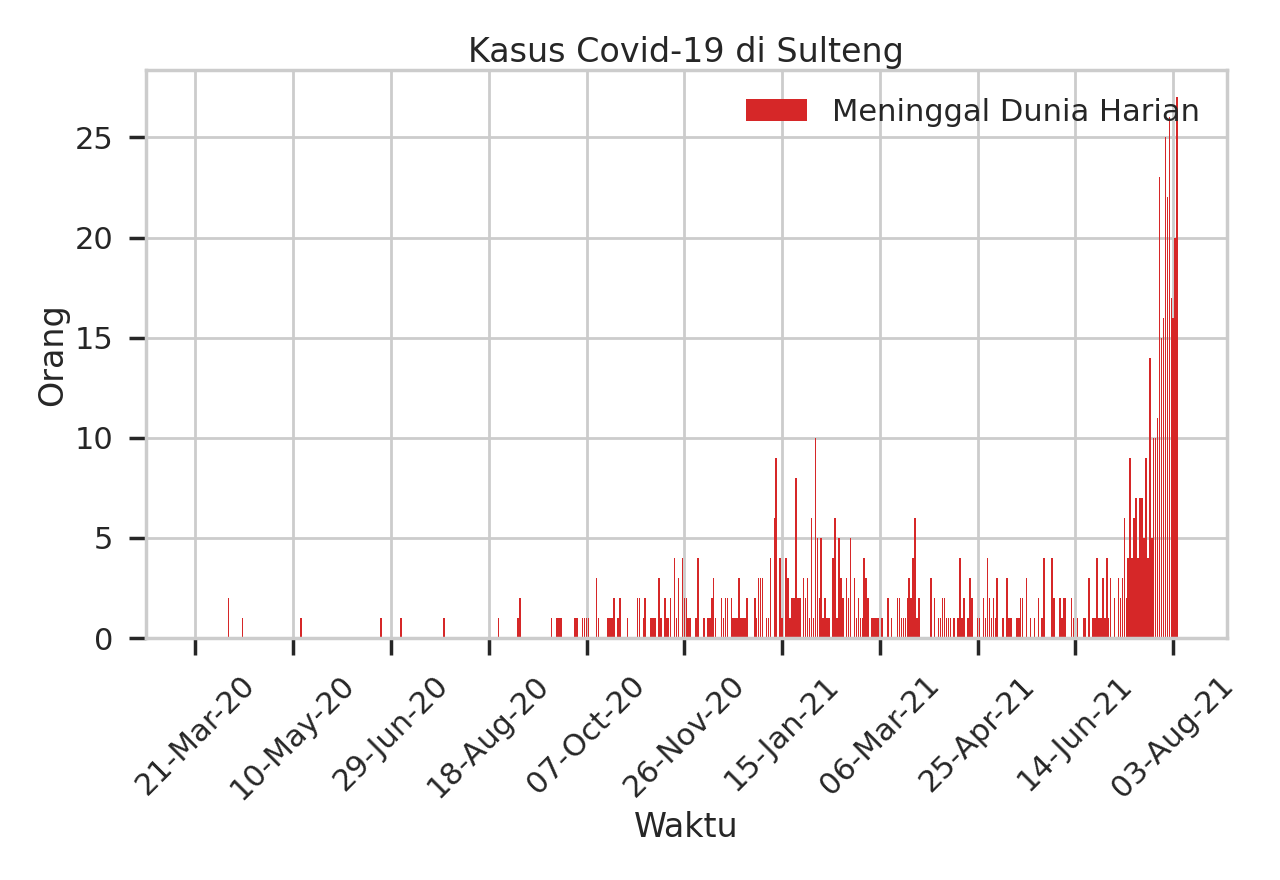 Kasus Covid-19 di Sulteng
Meninggal Dunia Harian
Orang
25
20
15
10
5
0
21-Mar-20
10-May-20
29-Jun-20
18-Aug-20
07-Oct-20
26-Nov-20
15-Jan-21
06-Mar-21
25-Apr-21
14-Jun-21
03-Aug-21
Waktu